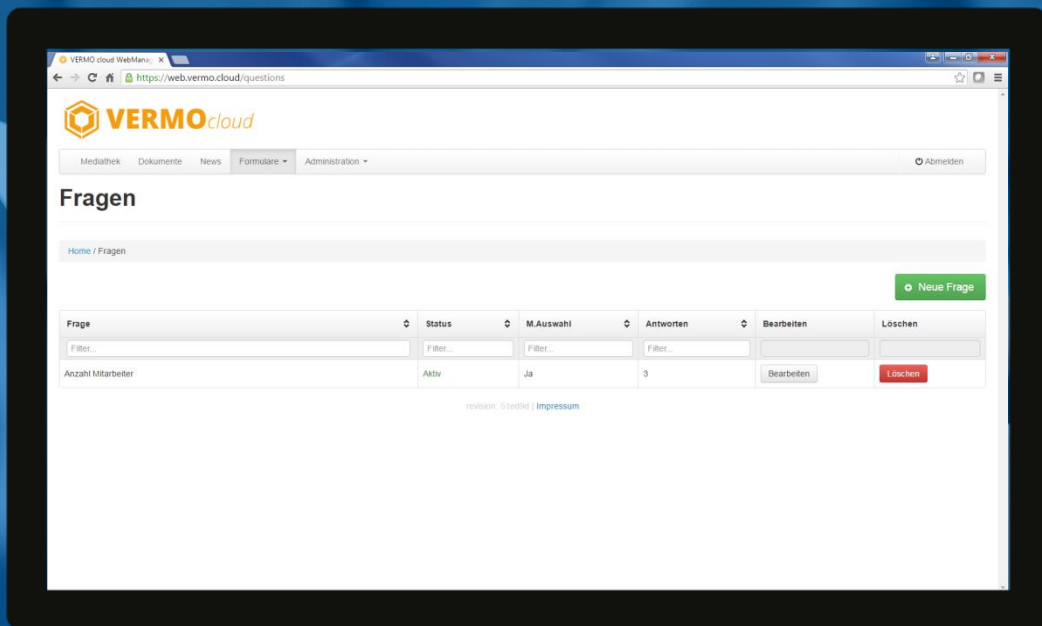 VERMO cloud WebManag
https://web.vermo.cloud/questions
VERMOcloud
Mediathek Dokumente News Formulare Administration Abmelden
Fragen
Home / Fragen
Neue Frage
Frage Status M.Auswahl Antworten Bearbeiten Löschen
Filter... Filter... Filter... Filter...
Anzahl Mitarbeiter Aktiv Ja 3 Bearbeiten Löschen
revision: 51ed9d | Impressum